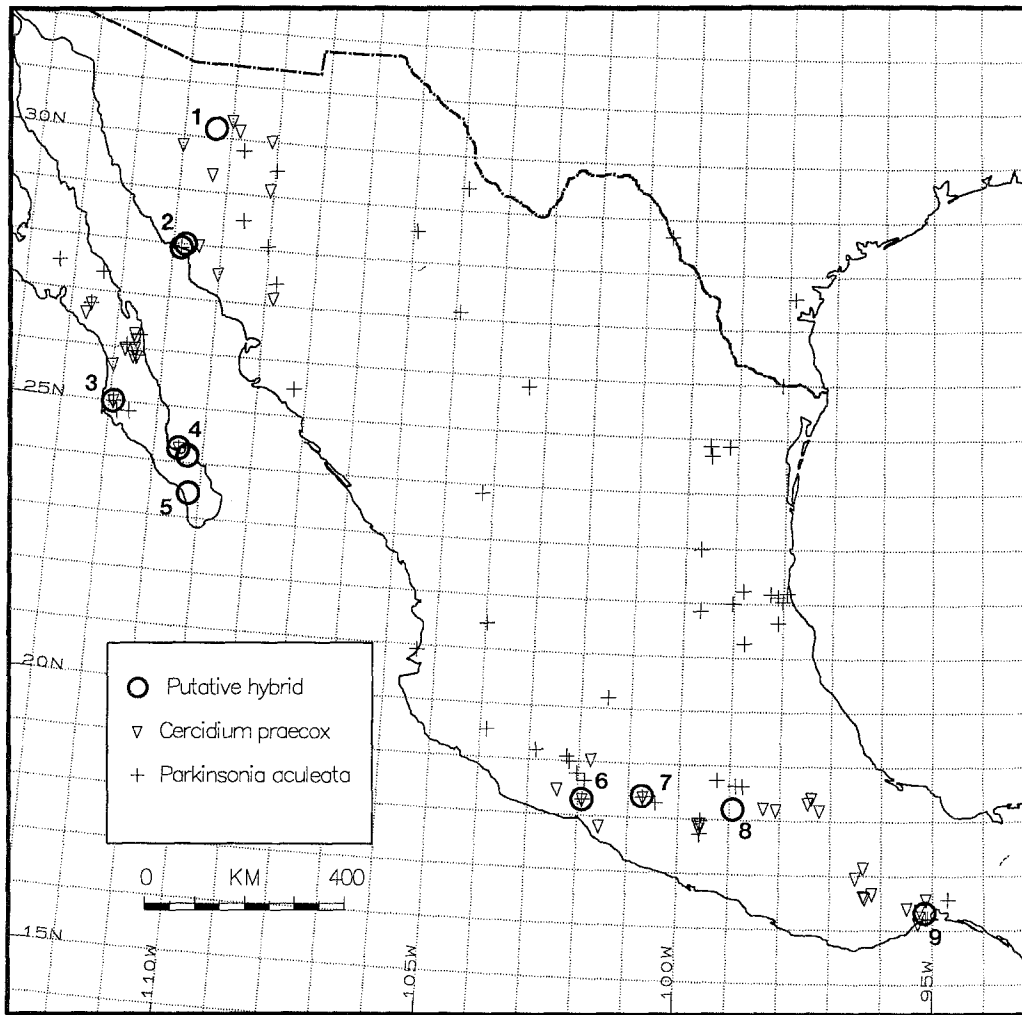 1
30N
2
3
25N
4
5
Putative hybrid
Cercidium praecox
Parkinsonia aculeata
20N
6
7
8
0 KM 400
9
15N
110W
105W
100W
95W